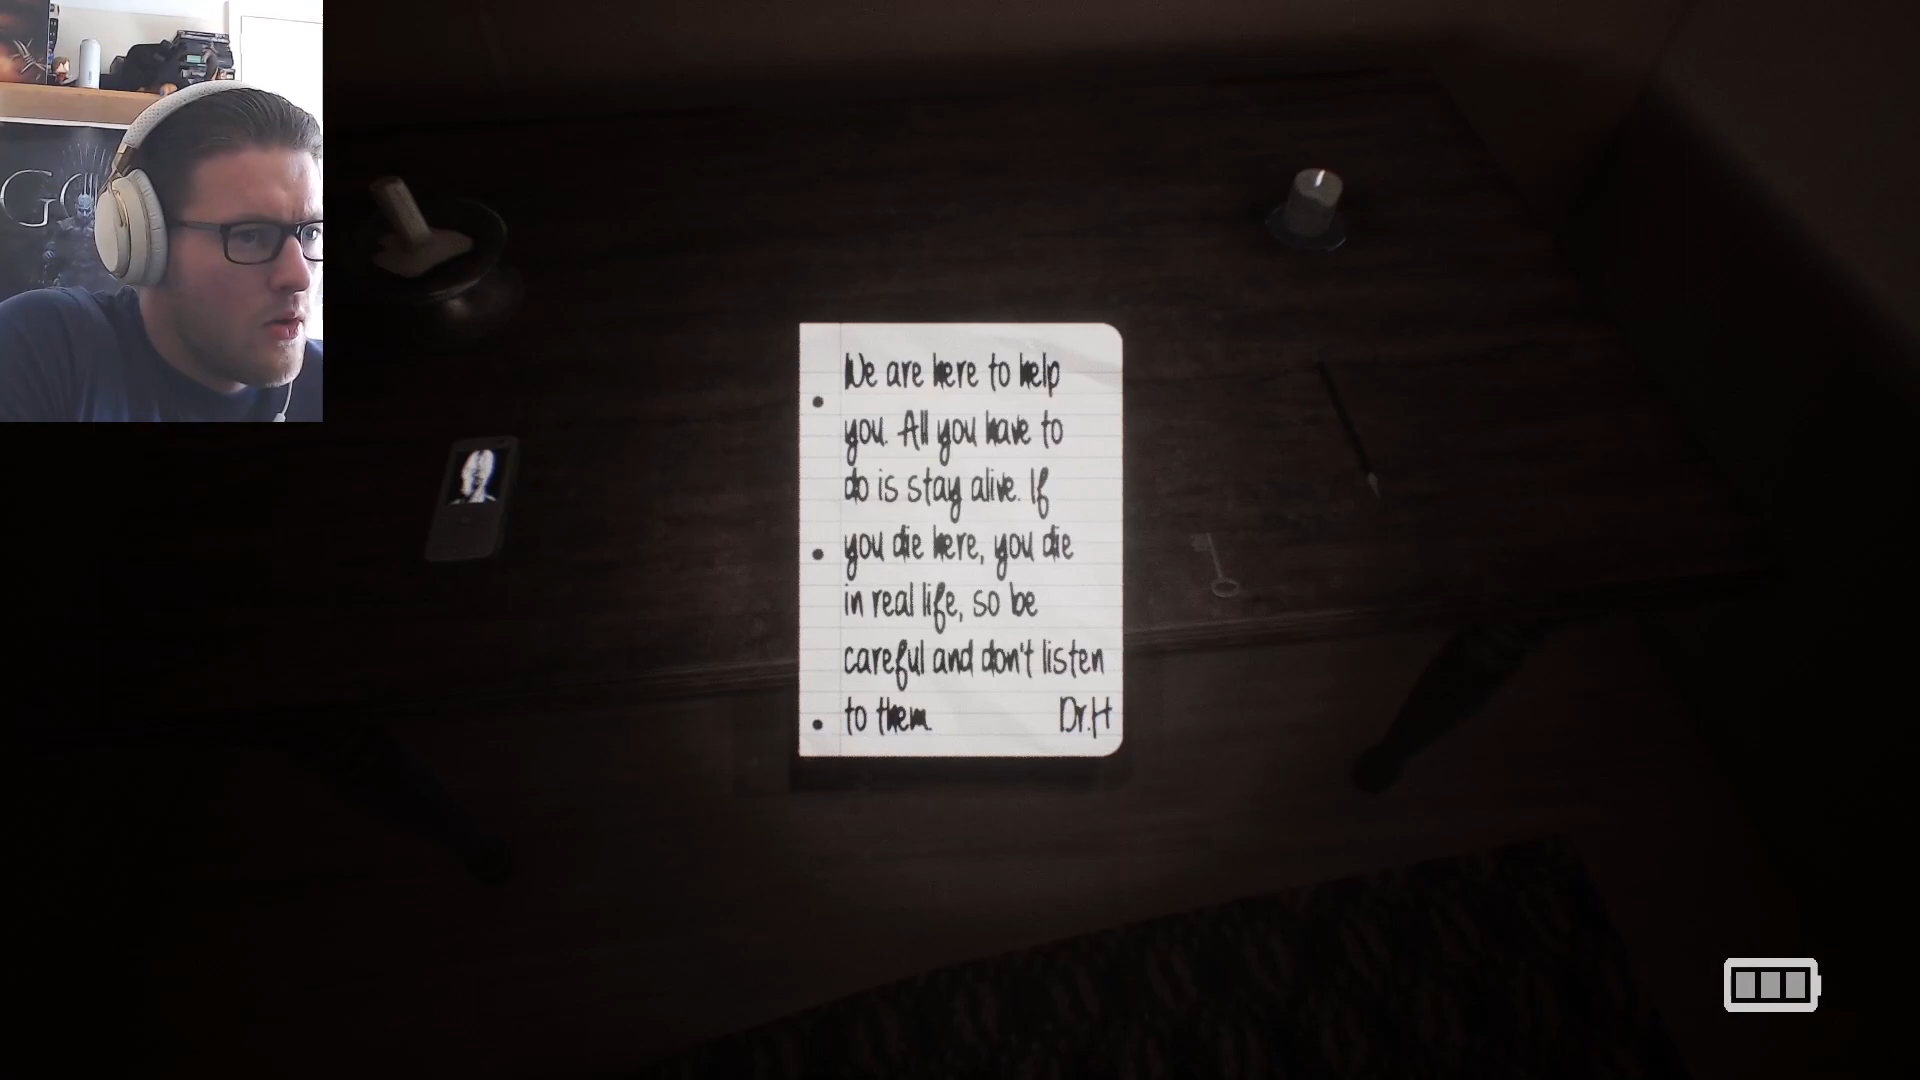 We are here to help
you. All you have to
do is stay alive. If
you die here, you die
in real life, so be
careful and don't listen
to them. Dr.H